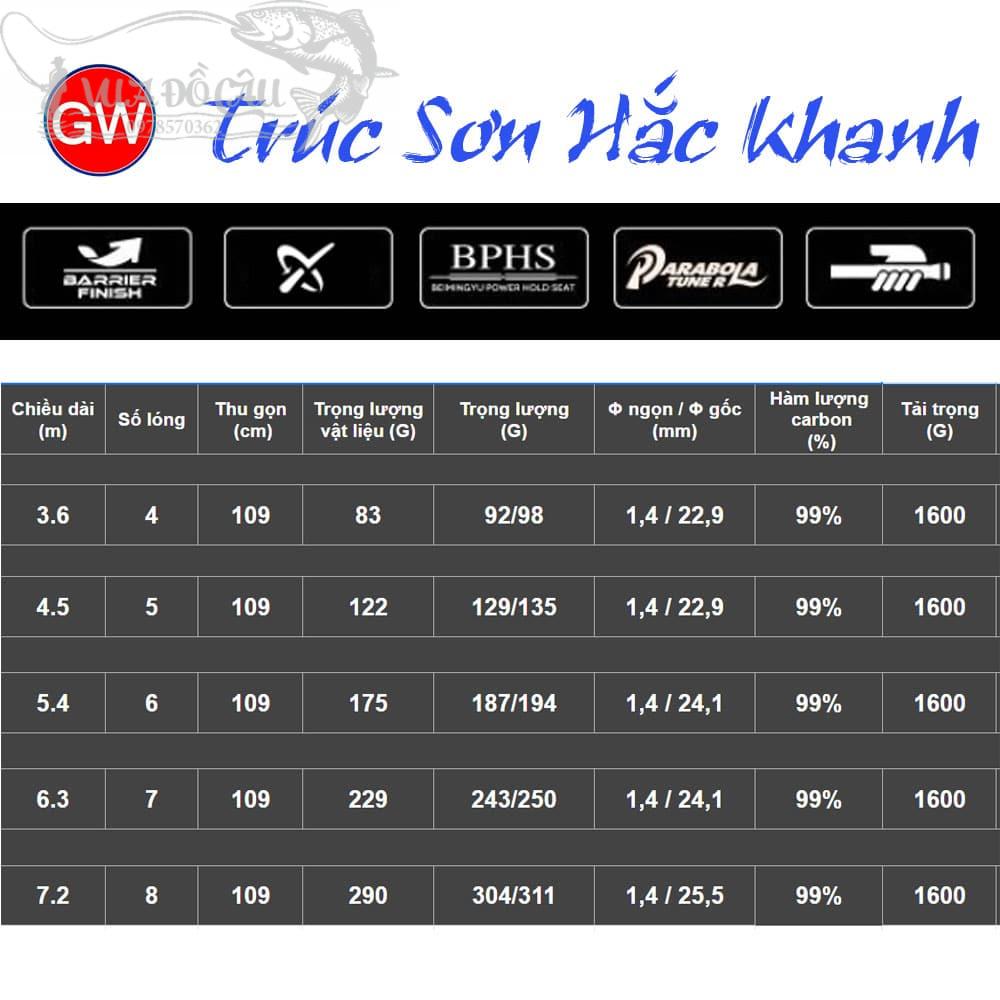 VUA ĐỒ CÂU
GW
Trúc Sơn Hắc Khanh
BARRIER
FINISH
BPHS
BEIMINGYU·POWER HOLD SEAT
PARABOLA
TUNER
Chiều dài (m) Số lóng Thu gọn (cm) Trọng lượng vật liệu (G) Trọng lượng (G) Φ ngọn / Φ gốc (mm) Hàm lượng carbon (%) Tải trọng (G)
3.6 4 109 83 92/98 1,4 / 22,9 99% 1600
4.5 5 109 122 129/135 1,4 / 22,9 99% 1600
5.4 6 109 175 187/194 1,4 / 24,1 99% 1600
6.3 7 109 229 243/250 1,4 / 24,1 99% 1600
7.2 8 109 290 304/311 1,4 / 25,5 99% 1600